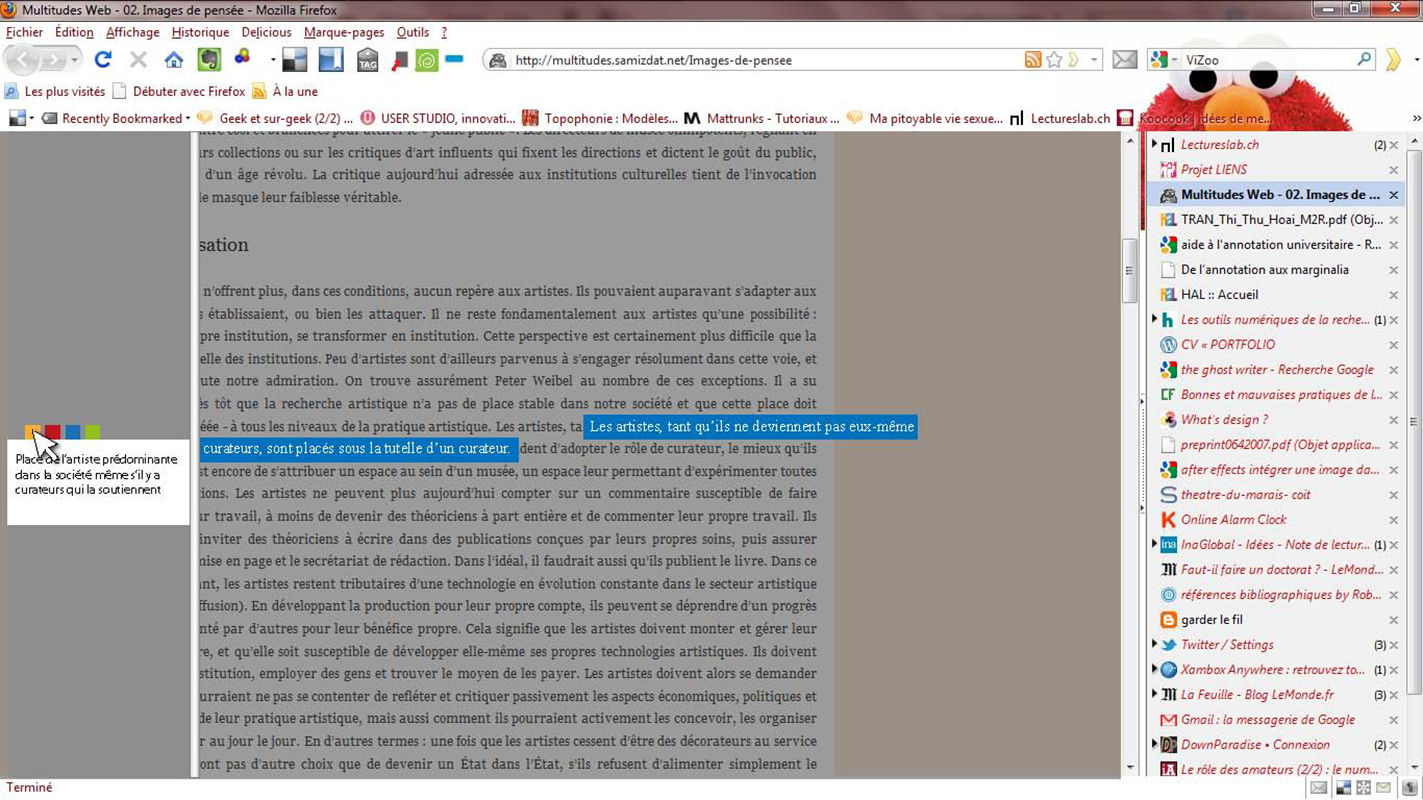 Multitudes Web - 02. Images de pensée - Mozilla Firefox
Fichier Édition Affichage Historique Delicious Marque-pages Outils ?
TAG http://multitudes.samizdat.net/Images-de-pensee ViZoo
Les plus visités Débuter avec Firefox À la une
Recently Bookmarked Geek et sur-geek (2/2) ... USER STUDIO, innovati... Topophonie : Modèles... Mattrunks - Tutoriaux ... Ma pitoyable vie sexue... Lectureslab.ch Koocook | idées de me...
rs collections ou sur les critiques d'art influents qui fixent les directions et dictent le goût du public,
d'un âge révolu. La critique aujourd'hui adressée aux institutions culturelles tient de l'invocation
le masque leur faiblesse véritable.
sation
n'offrent plus, dans ces conditions, aucun repère aux artistes. Ils pouvaient auparavant s'adapter aux
s établissaient, ou bien les attaquer. Il ne reste fondamentalement aux artistes qu'une possibilité :
pre institution, se transformer en institution. Cette perspective est certainement plus difficile que la
elle des institutions. Peu d'artistes sont d'ailleurs parvenus à s'engager résolument dans cette voie, et
ute notre admiration. On trouve assurément Peter Weibel au nombre de ces exceptions. Il a su
ès tôt que la recherche artistique n'a pas de place stable dans notre société et que cette place doit
éée - à tous les niveaux de la pratique artistique. Les artistes, ta Les artistes, tant qu'ils ne deviennent pas eux-même
curateurs, sont placés sous la tutelle d'un curateur. dent d'adopter le rôle de curateur, le mieux qu'ils
st encore de s'attribuer un espace au sein d'un musée, un espace leur permettant d'expérimenter toutes
ions. Les artistes ne peuvent plus aujourd'hui compter sur un commentaire susceptible de faire
ur travail, à moins de devenir des théoriciens à part entière et de commenter leur propre travail. Ils
inviter des théoriciens à écrire dans des publications conçues par leurs propres soins, puis assurer
mise en page et le secrétariat de rédaction. Dans l'idéal, il faudrait aussi qu'ils publient le livre. Dans ce
ant, les artistes restent tributaires d'une technologie en évolution constante dans le secteur artistique
ffusion). En développant la production pour leur propre compte, ils peuvent se déprendre d'un progrès
nté par d'autres pour leur bénéfice propre. Cela signifie que les artistes doivent monter et gérer leur
re, et qu'elle soit susceptible de développer elle-même ses propres technologies artistiques. Ils doivent
stitution, employer des gens et trouver le moyen de les payer. Les artistes doivent alors se demander
urraient ne pas se contenter de refléter et critiquer passivement les aspects économiques, politiques et
de leur pratique artistique, mais aussi comment ils pourraient activement les concevoir, les organiser
r au jour le jour. En d'autres termes : une fois que les artistes cessent d'être des décorateurs au service
ont pas d'autre choix que de devenir un État dans l'État, s'ils refusent d'alimenter simplement le
Place de l'artiste prédominante
dans la société même s'il y a
curateurs qui la soutiennent
Lectureslab.ch (2)
Projet LIENS
Multitudes Web - 02. Images de ...
TRAN_Thi_Thu_Hoai_M2R.pdf (Obj...
aide à l'annotation universitaire - R...
De l'annotation aux marginalia
HAL :: Accueil
Les outils numériques de la reche... (1)
CV « PORTFOLIO
the ghost writer - Recherche Google
Bonnes et mauvaises pratiques de l...
What's design ?
preprint0642007.pdf (Objet applica...
after effects intégrer une image da...
theatre-du-marais- coit
Online Alarm Clock
InaGlobal - Idées - Note de lectur... (1)
Faut-il faire un doctorat ? - LeMond...
références bibliographiques by Rob...
garder le fil
Twitter / Settings (3)
Xambox Anywhere : retrouvez to... (1)
La Feuille - Blog LeMonde.fr (3)
Gmail : la messagerie de Google
DownParadise • Connexion (2)
Le rôle des amateurs (2/2) : le num...
Terminé